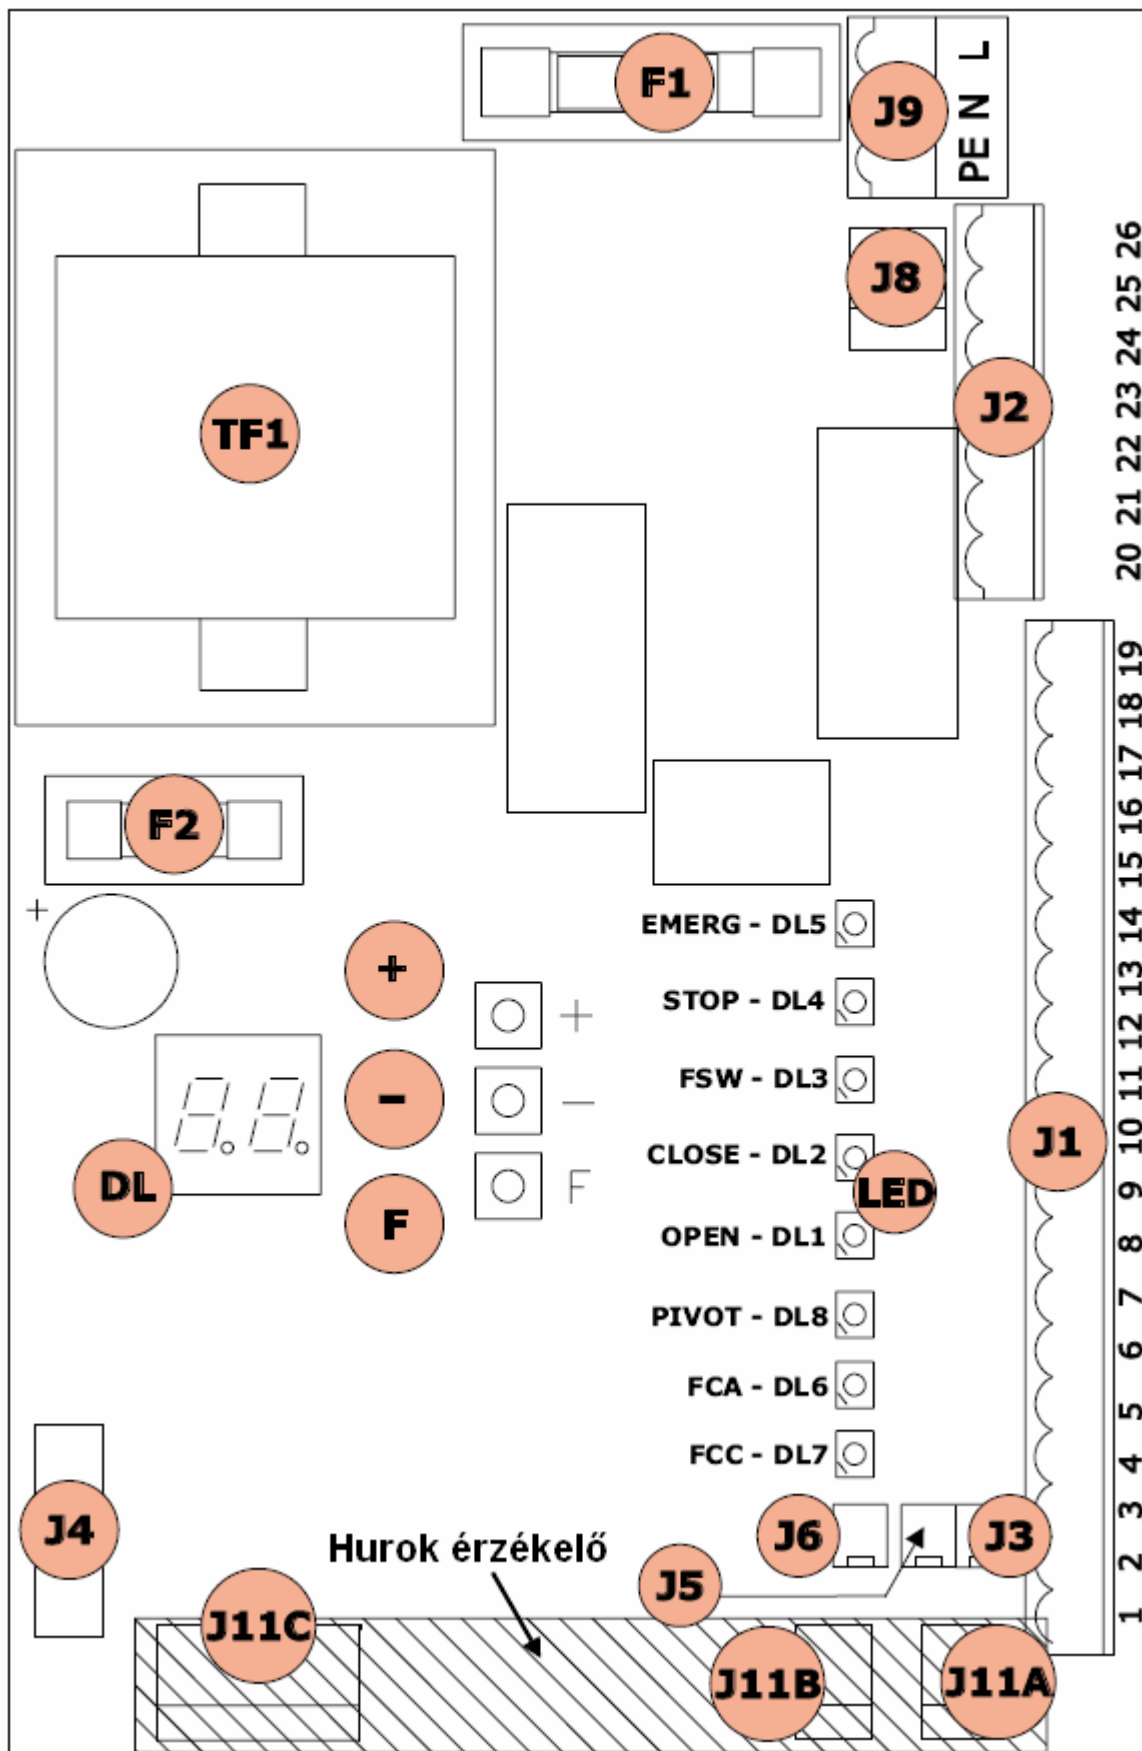 F1
J9
L
N
PE
J8
J2
26
25
24
23
22
21
20
TF1
19
18
17
16
15
14
13
12
11
10
9
8
7
6
5
4
3
2
1
F2
+
+
+
-
-
F
F
8.8.
DL
EMERG - DL5
STOP - DL4
FSW - DL3
CLOSE - DL2
LED
OPEN - DL1
PIVOT - DL8
FCA - DL6
FCC - DL7
J1
J4
J6
J3
J5
Hurok érzékelő
J11C
J11B
J11A